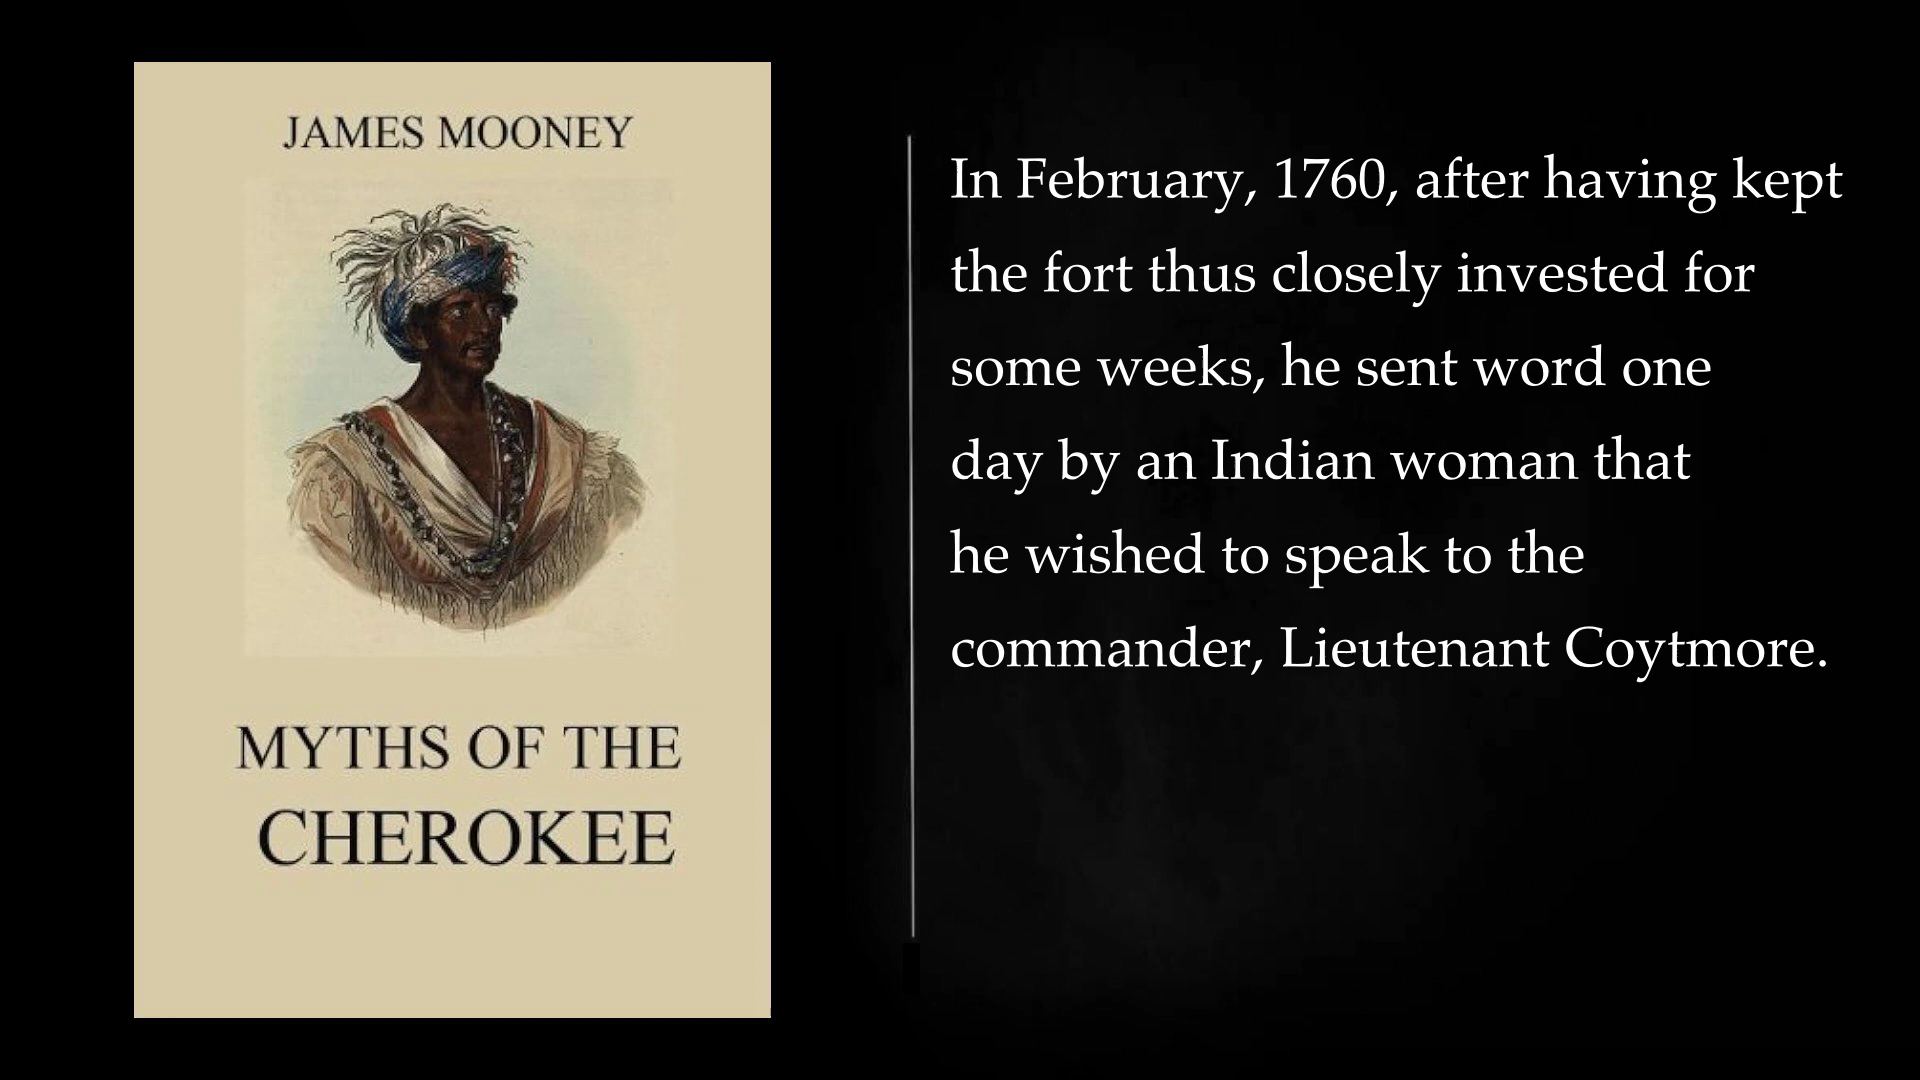 JAMES MOONEY
MYTHS OF THE
CHEROKEE
In February, 1760, after having kept
the fort thus closely invested for
some weeks, he sent word one
day by an Indian woman that
he wished to speak to the
commander, Lieutenant Coytmore.